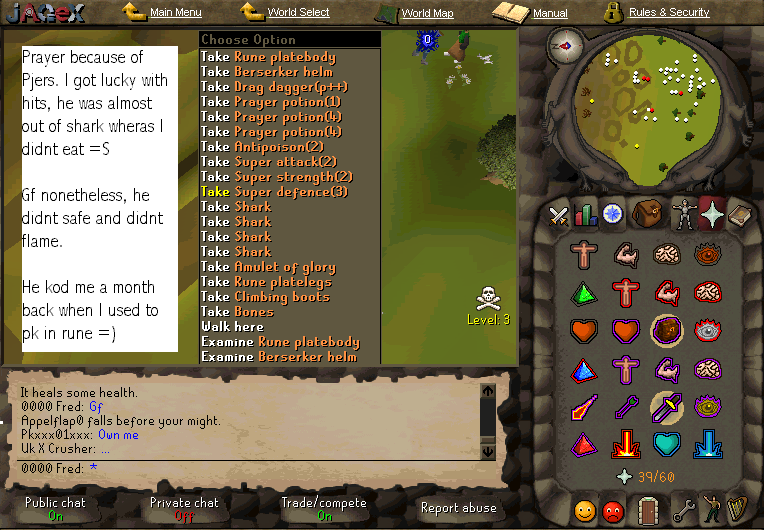 JAGEX
Main Menu
World Select
World Map
Manual
Rules & Security
Prayer because of
Pjers. I got lucky with
hits, he was almost
out of shark wheras I
didnt eat =S
Gf nonetheless, he
didnt safe and didnt
flame.
He kod me a month
back when I used to
pk in rune =)
Choose Option
Take Rune platebody
Take Berserker helm
Take Drag dagger(p++)
Take Prayer potion(1)
Take Prayer potion(4)
Take Prayer potion(4)
Take Antipoison(2)
Take Super attack(2)
Take Super strength(2)
Take Super defence(3)
Take Shark
Take Shark
Take Shark
Take Shark
Take Amulet of glory
Take Rune platelegs
Take Climbing boots
Take Bones
Walk here
Examine Rune platebody
Examine Berserker helm
0
Level: 3
It heals some health.
0000 Fred: Gf
Appelflap0 falls before your might.
Pkxxx01xxx: Own me
Uk X Crusher: ...
0000 Fred: *
39/60
Public chat
On
Private chat
Off
Trade/compete
On
Report abuse